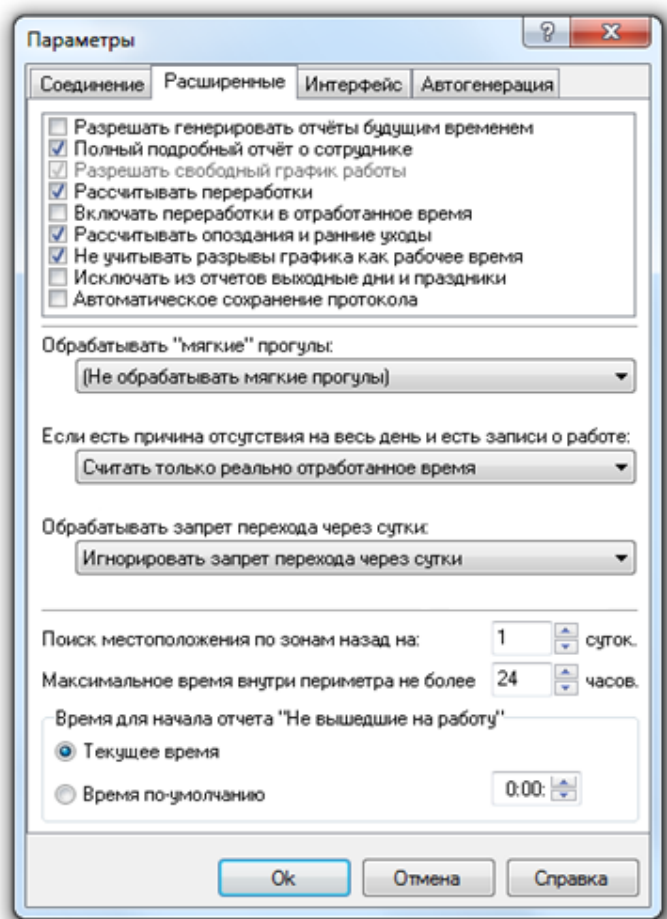 Параметры
Соединение Расширенные Интерфейс Автогенерация
Разрешать генерировать отчёты будущим временем
Полный подробный отчёт о сотруднике
Разрешать свободный график работы
Рассчитывать переработки
Включать переработки в отработанное время
Рассчитывать опоздания и ранние уходы
Не учитывать разрывы графика как рабочее время
Исключать из отчетов выходные дни и праздники
Автоматическое сохранение протокола
Обрабатывать "мягкие" прогулы:
(Не обрабатывать мягкие прогулы)
Если есть причина отсутствия на весь день и есть записи о работе:
Считать только реально отработанное время
Обрабатывать запрет перехода через сутки:
Игнорировать запрет перехода через сутки
Поиск местоположения по зонам назад на: 1 суток.
Максимальное время внутри периметра не более 24 часов.
Время для начала отчета "Не вышедшие на работу"
Текущее время
Время по-умолчанию 0:00:
Ok Отмена Справка